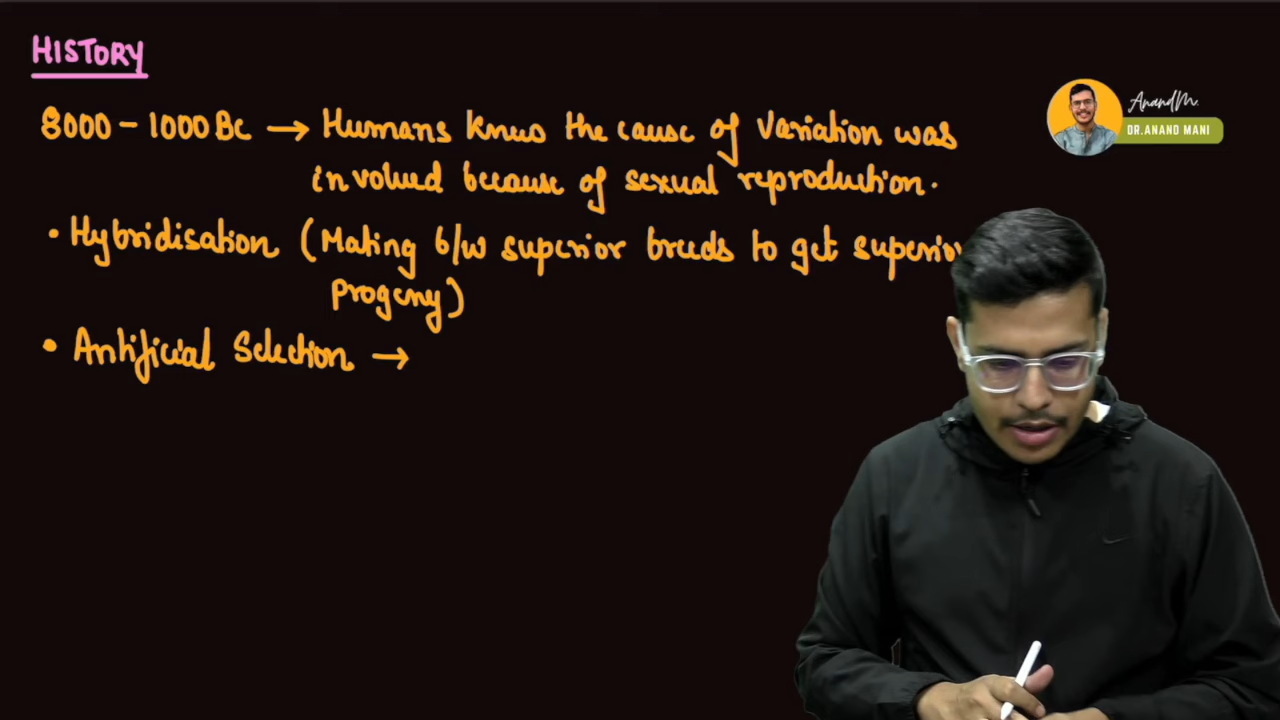 HISTORY
8000 - 1000 BC → Humans knew the cause of variation was
involved because of sexual reproduction.
• Hybridisation (Mating b/w superior breeds to get superior
Progeny)
• Artificial Selection →
AnandM.
DR.ANAND MANI